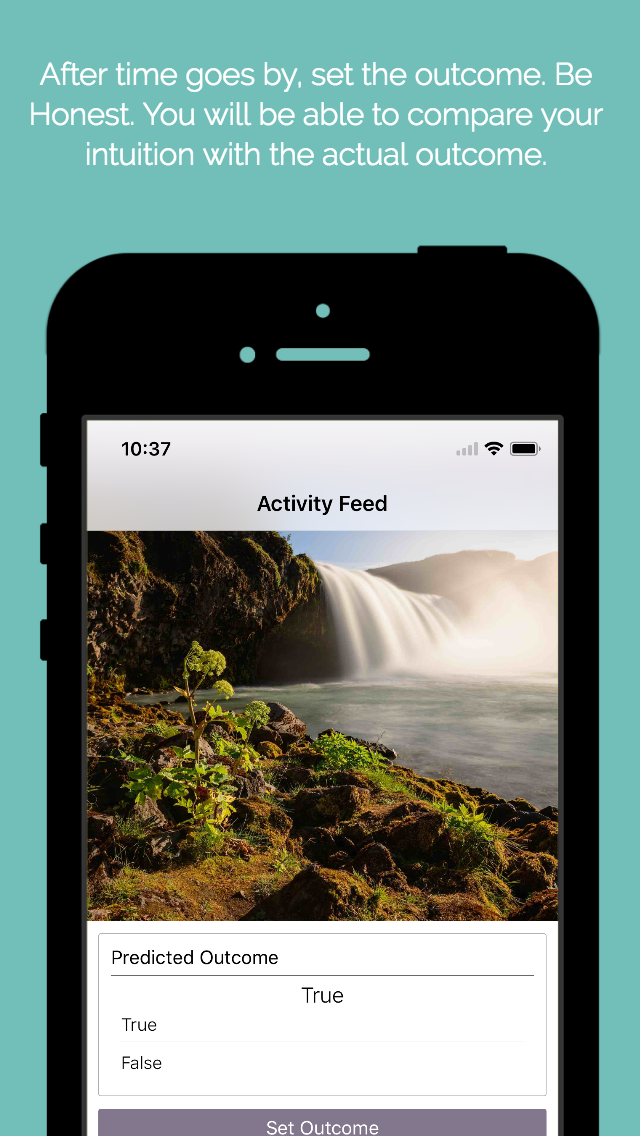 After time goes by, set the outcome. Be
Honest. You will be able to compare your
intuition with the actual outcome.
10:37
Activity Feed
Predicted Outcome
True
True
False
Set Outcome